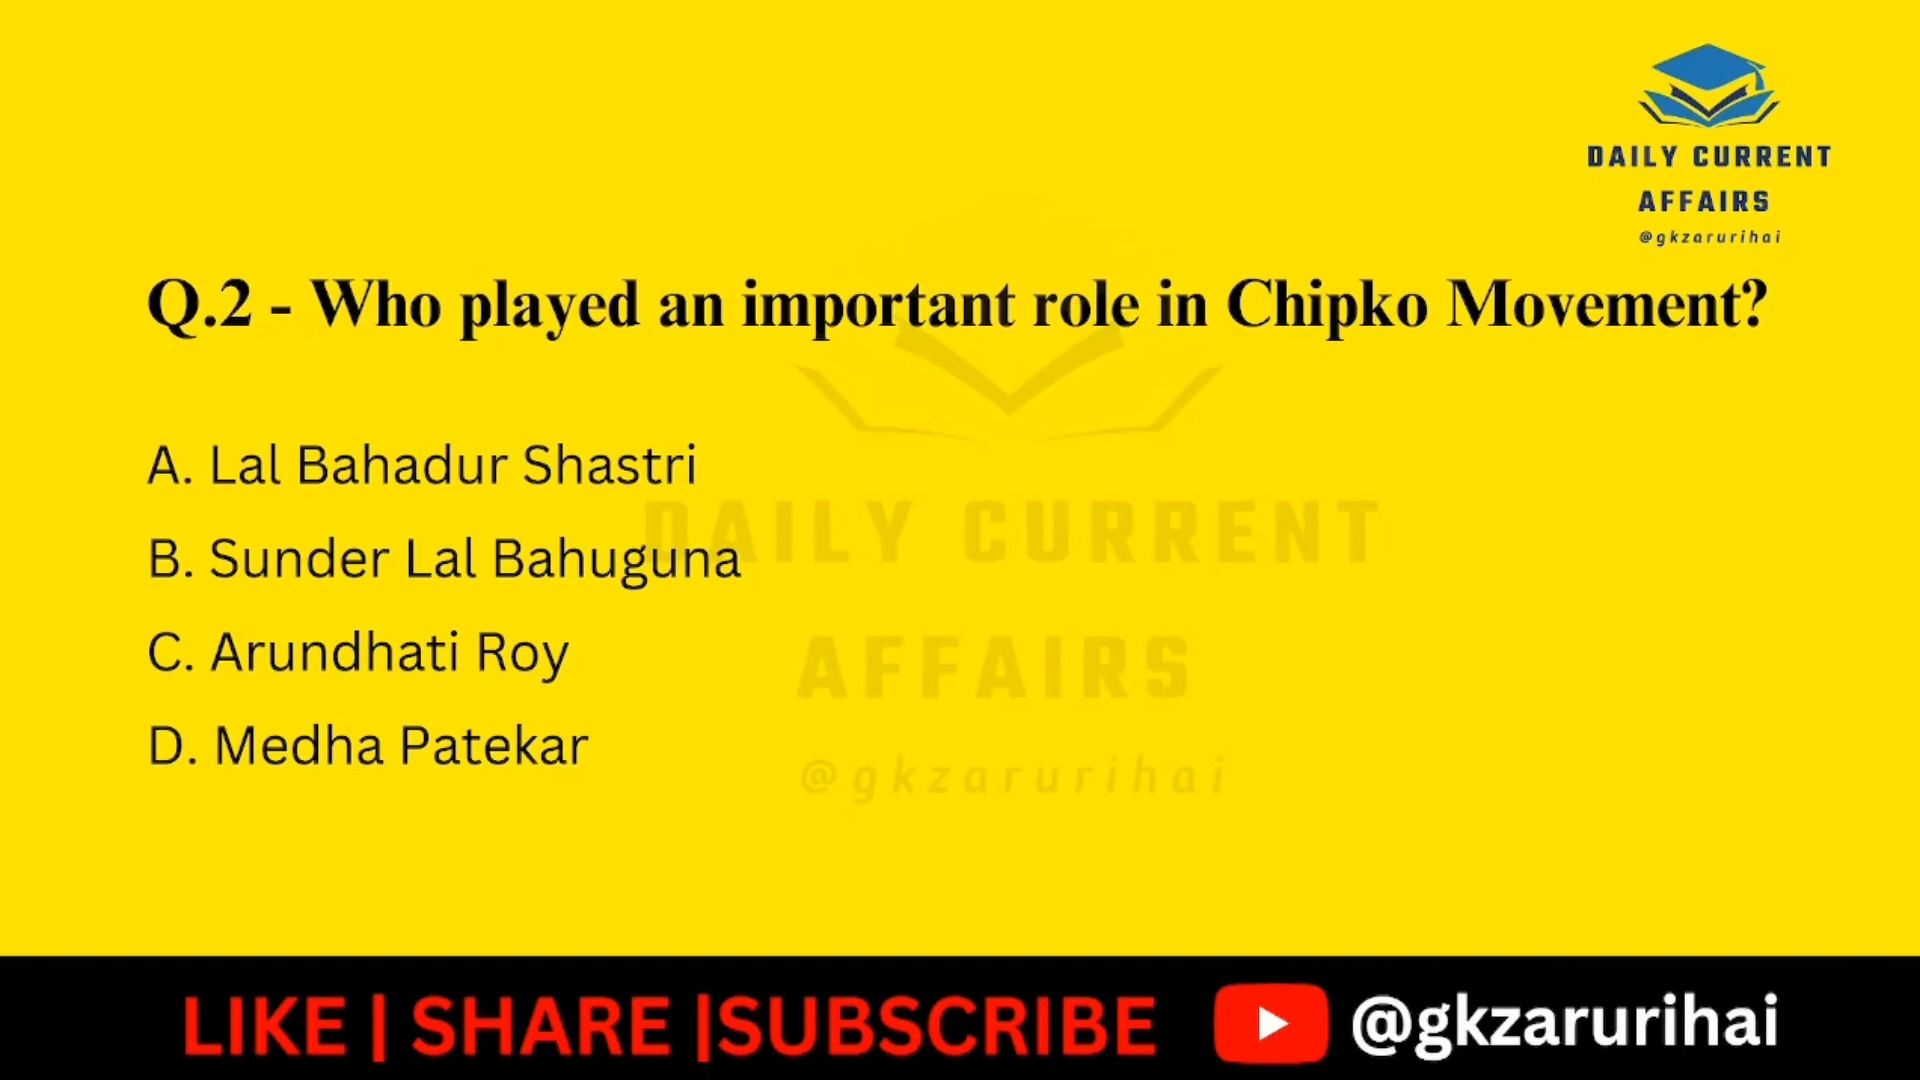 DAILY CURRENT
AFFAIRS
@gkzarurihai
Q.2 - Who played an important role in Chipko Movement?
A. Lal Bahadur Shastri
B. Sunder Lal Bahuguna
C. Arundhati Roy
D. Medha Patekar
DAILY CURRENT
AFFAIRS
@gkzarurihai
LIKE | SHARE |SUBSCRIBE @gkzarurihai